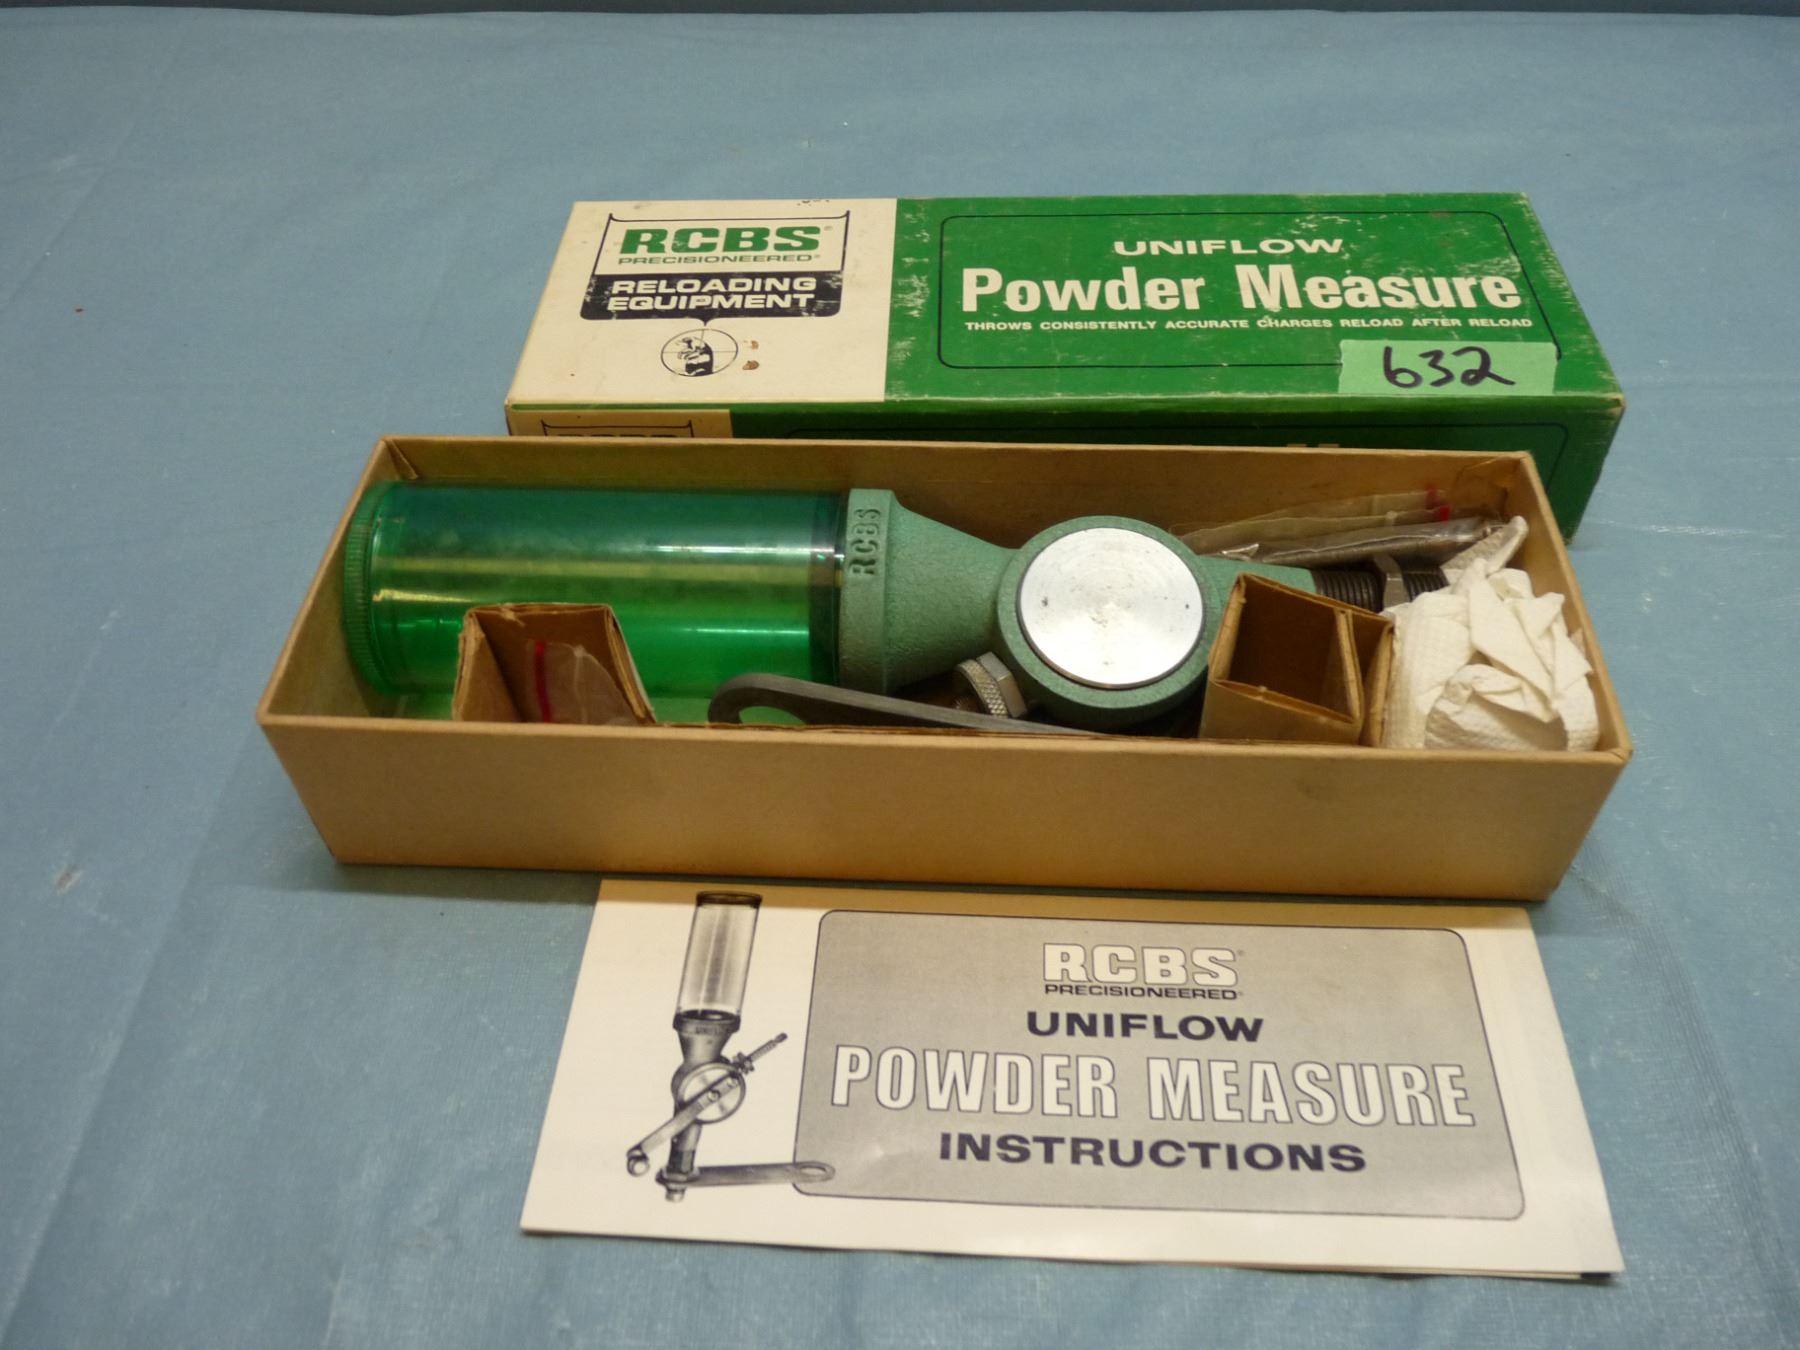 RCBS®
PRECISIONEERED®
RELOADING
EQUIPMENT
UNIFLOW
Powder Measure
THROWS CONSISTENTLY ACCURATE CHARGES RELOAD AFTER RELOAD
632
RCBS
RCBS®
PRECISIONEERED®
UNIFLOW
POWDER MEASURE
INSTRUCTIONS